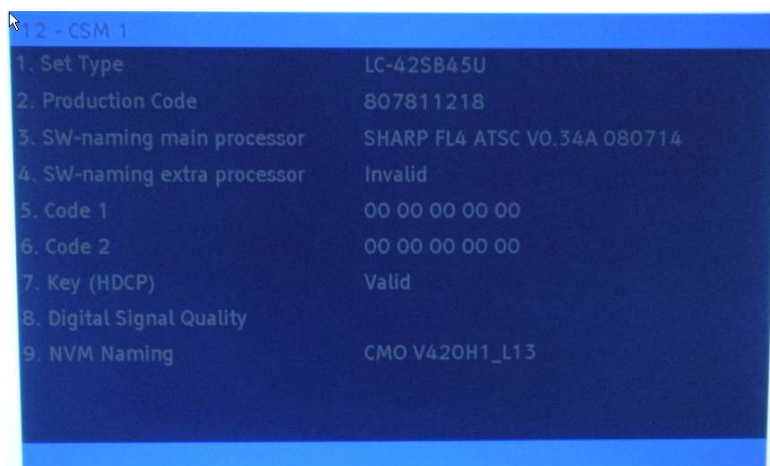 12 - CSM 1
1. Set Type LC-42SB45U
2. Production Code 807811218
3. SW-naming main processor SHARP FL4 ATSC V0.34A 080714
4. SW-naming extra processor Invalid
5. Code 1 00 00 00 00 00
6. Code 2 00 00 00 00 00
7. Key (HDCP) Valid
8. Digital Signal Quality
9. NVM Naming CMO V420H1_L13